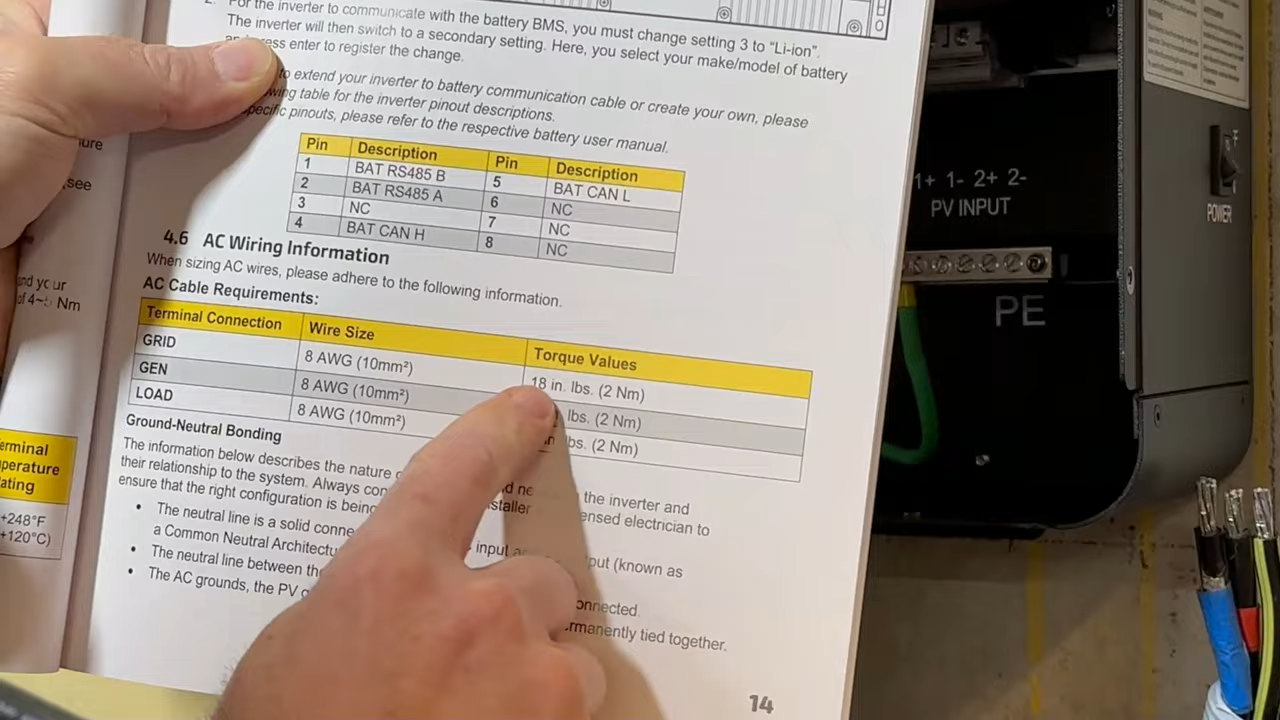 2. For the inverter to communicate with the battery BMS, you must change setting 3 to "Li-ion".
The inverter will then switch to a secondary setting. Here, you select your make/model of battery
enter to register the change.
to extend your inverter to battery communication cable or create your own, please
table for the inverter pinout descriptions.
pinouts, please refer to the respective battery user manual.
Pin Description Pin Description
1 BAT RS485 B 5 BAT CAN L
2 BAT RS485 A 6 NC
3 NC 7 NC
4 BAT CAN H 8 NC
4.6 AC Wiring Information
When sizing AC wires, please adhere to the following information.
AC Cable Requirements:
Terminal Connection Wire Size Torque Values
GRID 8 AWG (10mm²) 18 in. lbs. (2 Nm)
GEN 8 AWG (10mm²) lbs. (2 Nm)
LOAD 8 AWG (10mm²) lbs. (2 Nm)
Ground-Neutral Bonding
The information below describes the nature the inverter and
their relationship to the system. Always electrician to
ensure that the right configuration is being
• The neutral line is a solid input (known as
a Common Neutral
• The neutral line between the
• The AC grounds, the PV tied together.
14
see
Nm
+248°F
+120°C)
1+ 1- 2+ 2-
PV INPUT
PE
POWER